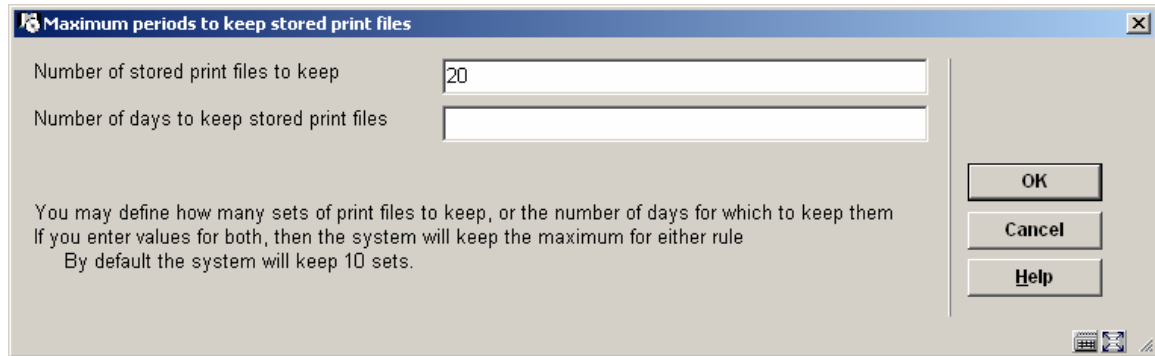 Maximum periods to keep stored print files
Number of stored print files to keep
20
Number of days to keep stored print files
You may define how many sets of print files to keep, or the number of days for which to keep them
If you enter values for both, then the system will keep the maximum for either rule
By default the system will keep 10 sets.
OK
Cancel
Help